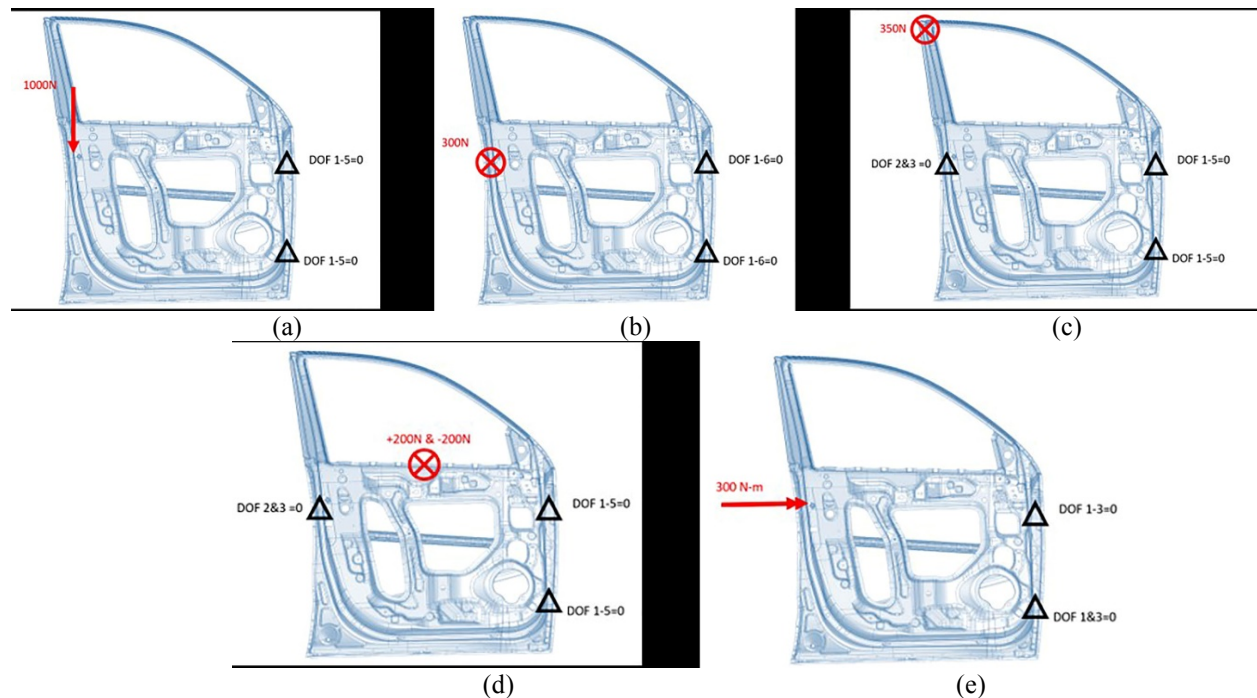 1000N
DOF 1-5=0
DOF 1-5=0
(a)
300N
DOF 1-6=0
DOF 1-6=0
(b)
350N
DOF 2&3 =0
DOF 1-5=0
DOF 1-5=0
(c)
+200N & -200N
DOF 2&3 =0
DOF 1-5=0
DOF 1-5=0
(d)
300 N-m
DOF 1-3=0
DOF 1&3=0
(e)